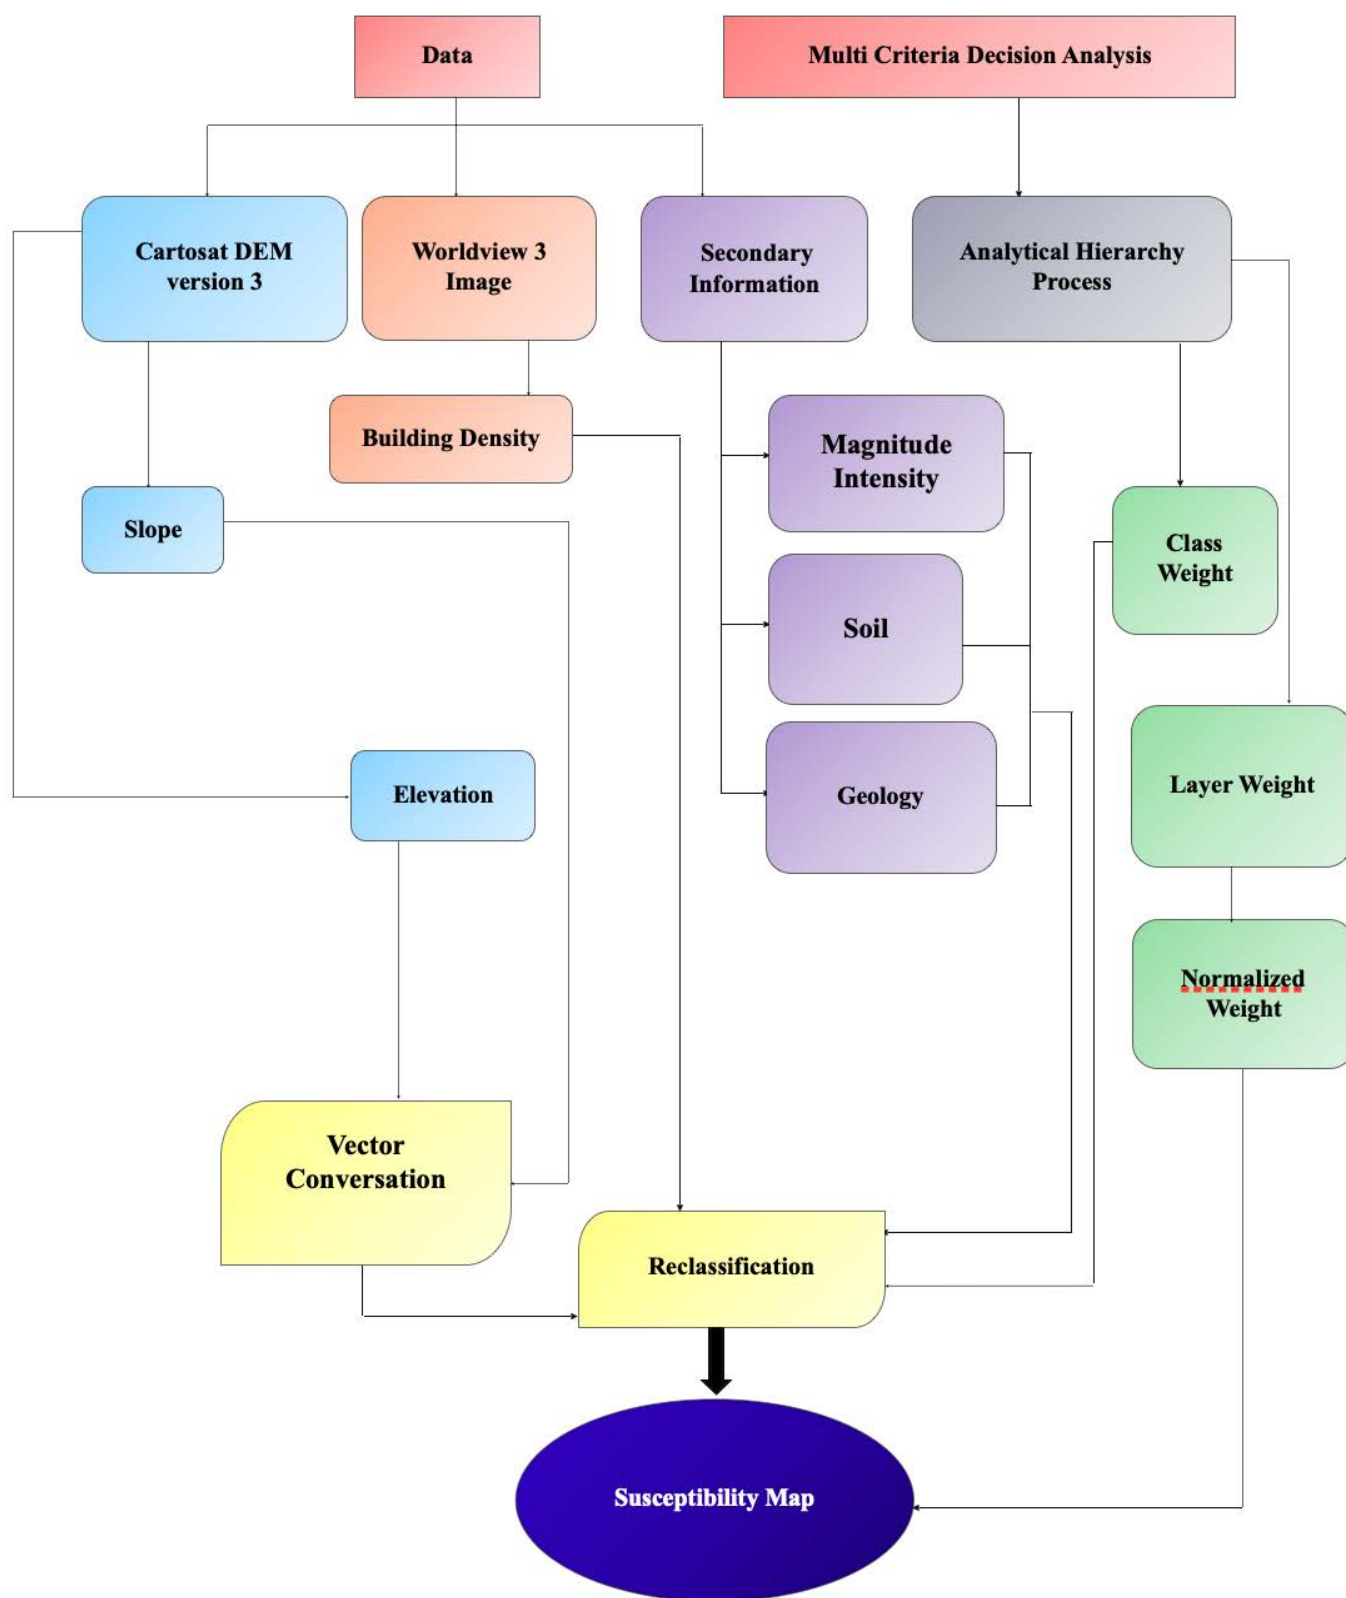 Data
Multi Criteria Decision Analysis
Cartosat DEM
version 3
Worldview 3
Image
Secondary
Information
Analytical Hierarchy
Process
Building Density
Magnitude
Intensity
Slope
Class
Weight
Soil
Elevation
Geology
Layer Weight
Normalized
Weight
Vector
Conversation
Reclassification
Susceptibility Map